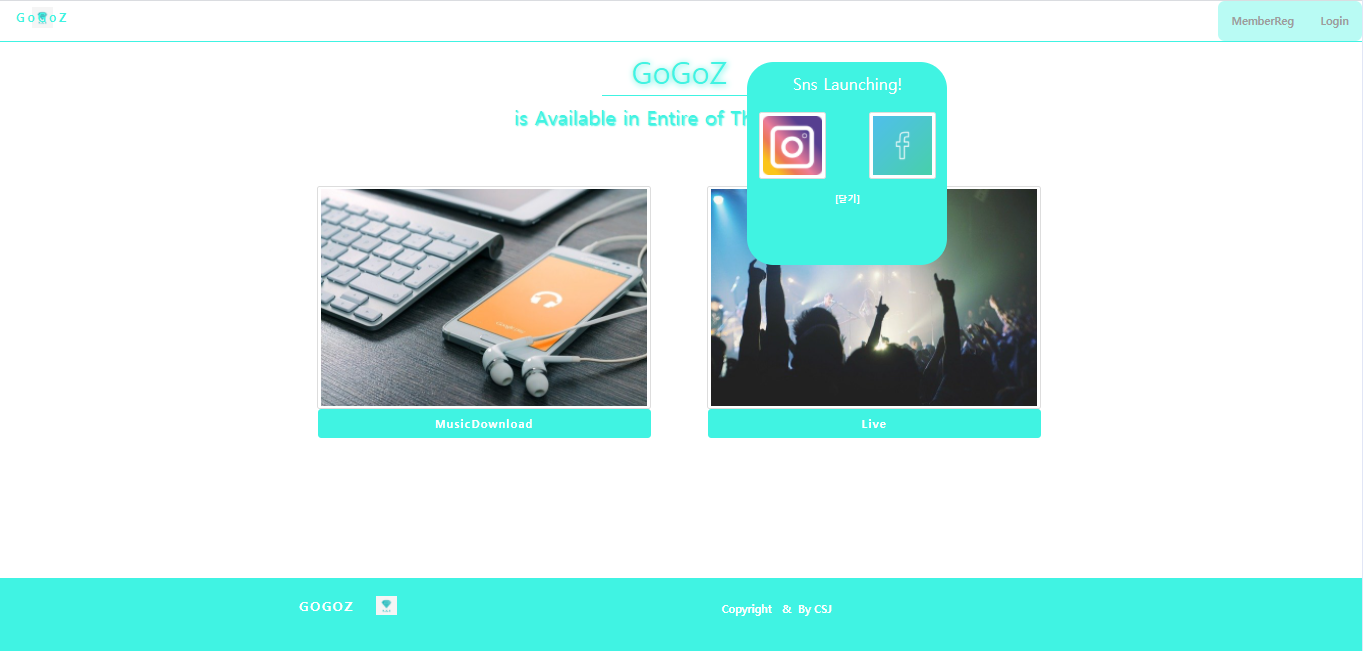 GoGoZ
MemberReg Login
GoGoZ
is Available in Entire of
Sns Launching!
[닫기]
MusicDownload
Live
GOGOZ
Copyright & By CSJ